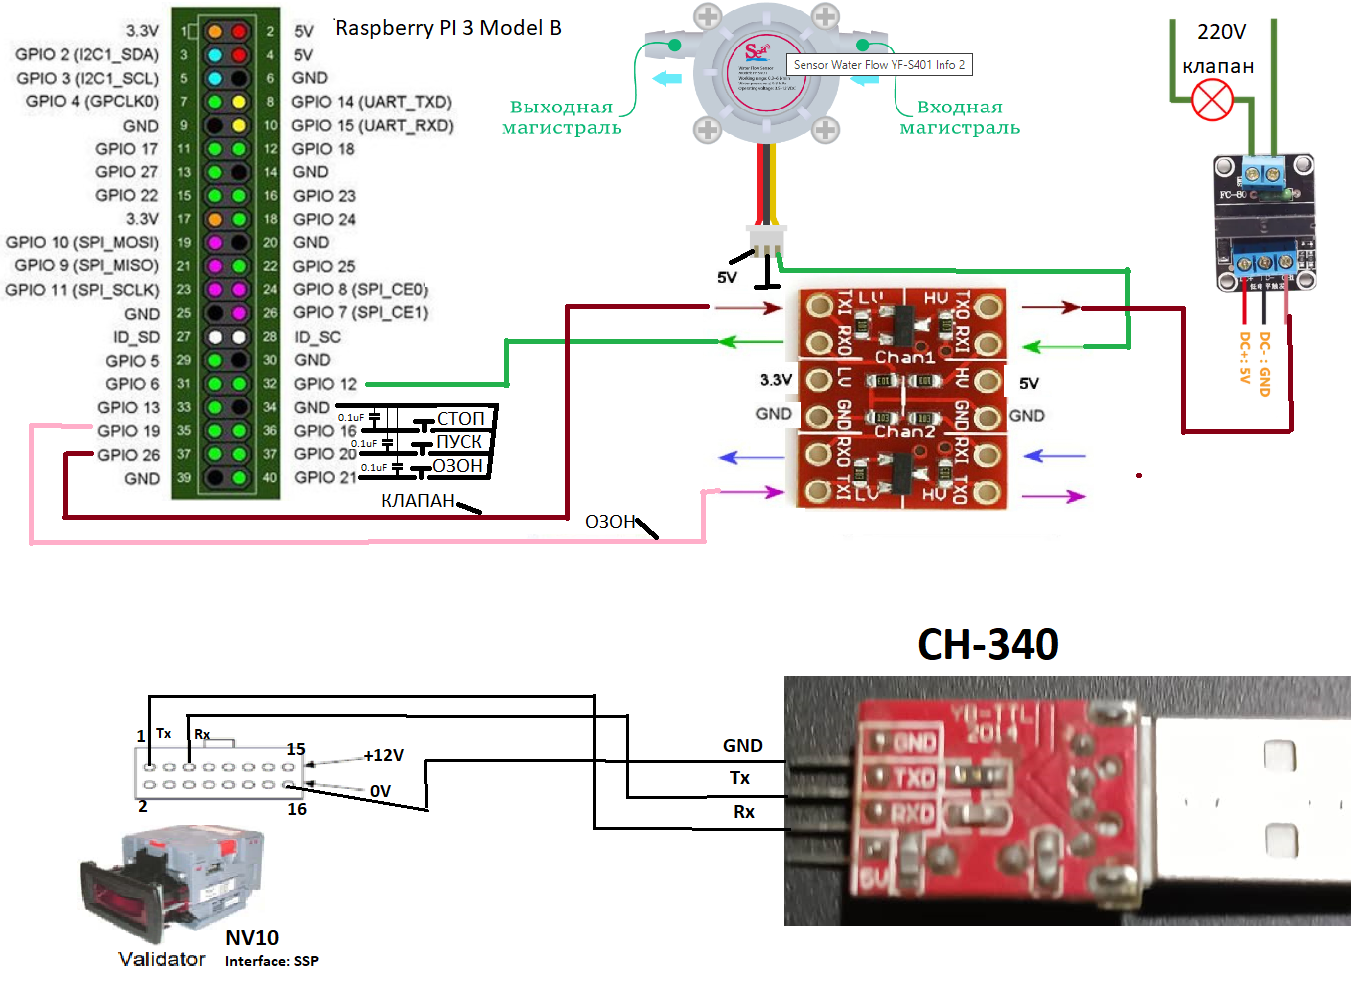 Raspberry PI 3 Model B
3.3V 1 2 5V
GPIO 2 (I2C1_SDA) 3 4 5V
GPIO 3 (I2C1_SCL) 5 6 GND
GPIO 4 (GPCLK0) 7 8 GPIO 14 (UART_TXD)
GND 9 10 GPIO 15 (UART_RXD)
GPIO 17 11 12 GPIO 18
GPIO 27 13 14 GND
GPIO 22 15 16 GPIO 23
3.3V 17 18 GPIO 24
GPIO 10 (SPI_MOSI) 19 20 GND
GPIO 9 (SPI_MISO) 21 22 GPIO 25
GPIO 11 (SPI_SCLK) 23 24 GPIO 8 (SPI_CE0)
GND 25 26 GPIO 7 (SPI_CE1)
ID_SD 27 28 ID_SC
GPIO 5 29 30 GND
GPIO 6 31 32 GPIO 12
GPIO 13 33 34 GND
GPIO 19 35 36 GPIO 16
GPIO 26 37 37 GPIO 20
GND 39 40 GPIO 21
0.1uF СТОП
0.1uF ПУСК
0.1uF ОЗОН
КЛАПАН
ОЗОН
Sea
Water Flow Sensor
Sensor Water Flow YF-S401 Info 2
Выходная
магистраль
Входная
магистраль
5V
220V
клапан
FC-80
DC+: 5V
DC- : GND
TXI LV HV TXO
RXO RXI
Chan1
3.3V LV HV 5V
GND GND GND GND
103 103
103 103
Chan2
RXO RXI
TXI LV HV TXO
CH-340
YB-TTL
2014
GND GND
Tx TXD
Rx RXD
5V
1 Tx Rx 15
+12V
0V
2 16
NV10
Validator
Interface: SSP